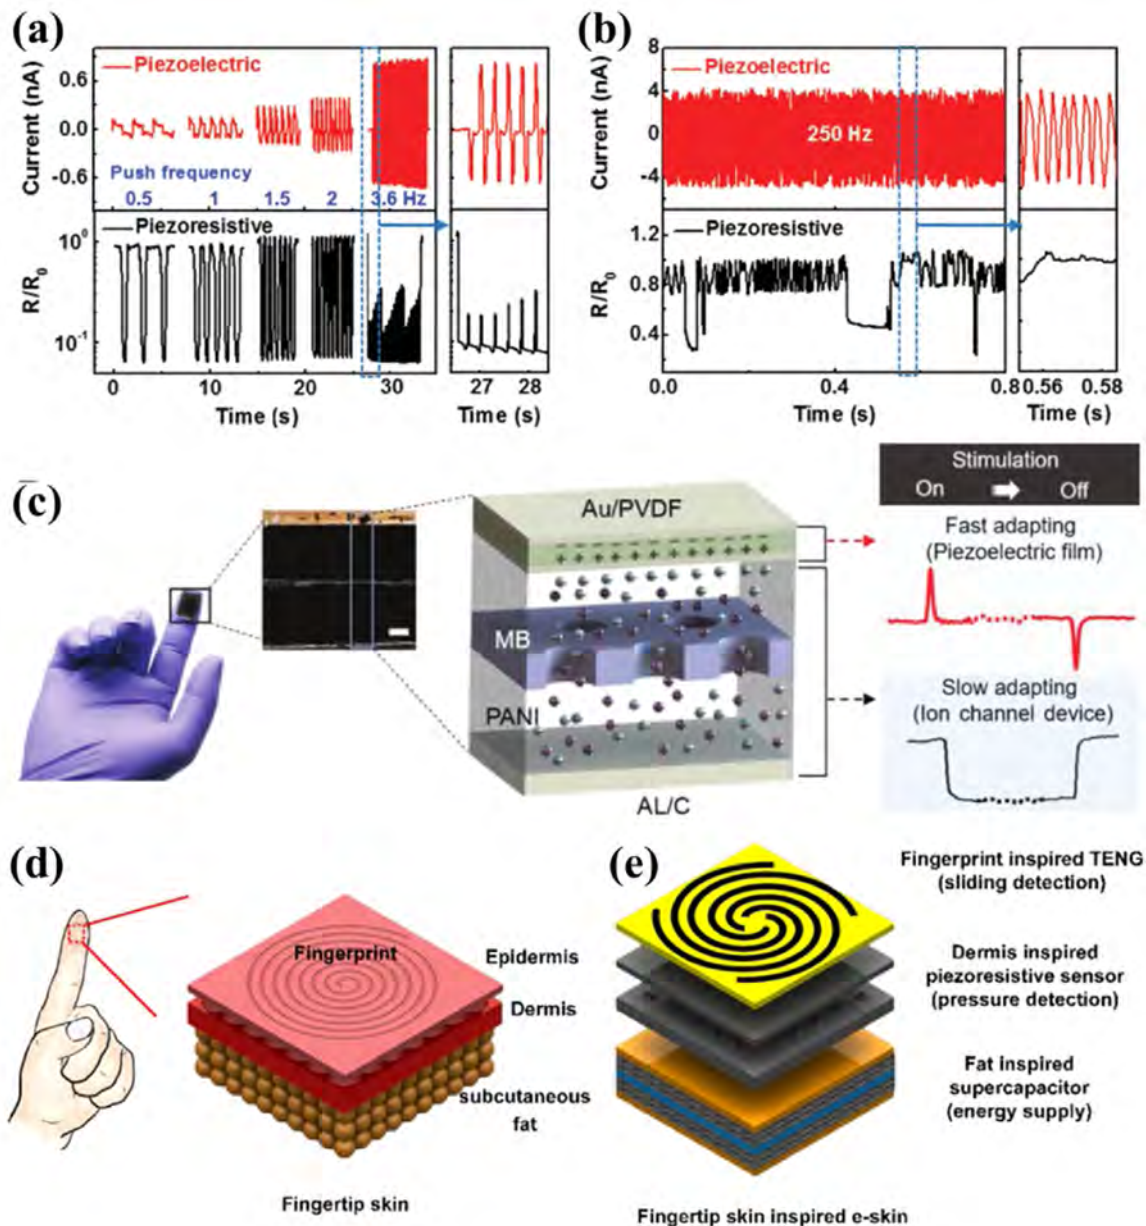 (a)
Piezoelectric
Current (nA)
0.6
0.0
-0.6
Push frequency
0.5 1 1.5 2 3.6 Hz
Piezoresistive
R/R0
10^0
10^-1
0 10 20 30
27 28
Time (s)
Time (s)
(b)
Piezoelectric
Current (nA)
8
4
0
-4
250 Hz
Piezoresistive
R/R0
1.2
0.8
0.4
0.0 0.4 0.8
0.56 0.58
Time (s)
Time (s)
(c)
Au/PVDF
MB
PANI
AL/C
Stimulation
On Off
Fast adapting
(Piezoelectric film)
Slow adapting
(Ion channel device)
(d)
Fingerprint
Epidermis
Dermis
subcutaneous
fat
Fingertip skin
(e)
Fingerprint inspired TENG
(sliding detection)
Dermis inspired
piezoresistive sensor
(pressure detection)
Fat inspired
supercapacitor
(energy supply)
Fingertip skin inspired e-skin